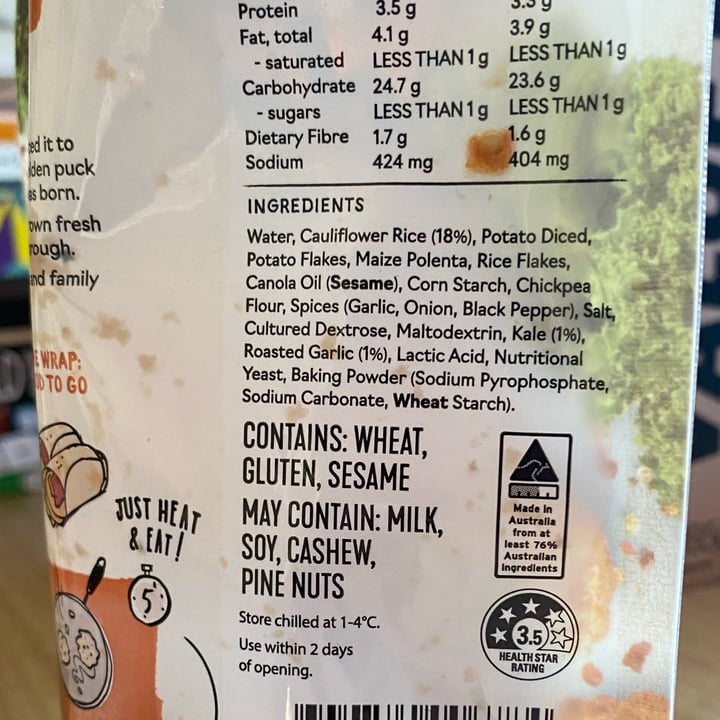 Protein 3.5 g 3.3 g
Fat, total 4.1 g 3.9 g
- saturated LESS THAN 1 g LESS THAN 1 g
Carbohydrate 24.7 g 23.6 g
- sugars LESS THAN 1 g LESS THAN 1 g
Dietary Fibre 1.7 g 1.6 g
Sodium 424 mg 404 mg
INGREDIENTS
Water, Cauliflower Rice (18%), Potato Diced,
Potato Flakes, Maize Polenta, Rice Flakes,
Canola Oil (Sesame), Corn Starch, Chickpea
Flour, Spices (Garlic, Onion, Black Pepper), Salt,
Cultured Dextrose, Maltodextrin, Kale (1%),
Roasted Garlic (1%), Lactic Acid, Nutritional
Yeast, Baking Powder (Sodium Pyrophosphate,
Sodium Carbonate, Wheat Starch).
CONTAINS: WHEAT,
GLUTEN, SESAME
MAY CONTAIN: MILK,
SOY, CASHEW,
PINE NUTS
Store chilled at 1-4°C.
Use within 2 days
of opening.
Made in
Australia
from at
least 76%
Australian
ingredients
3.5
HEALTH STAR
RATING
it to
puck
born.
fresh
and family
WRAP:
TO GO
JUST HEAT
& EAT!
5